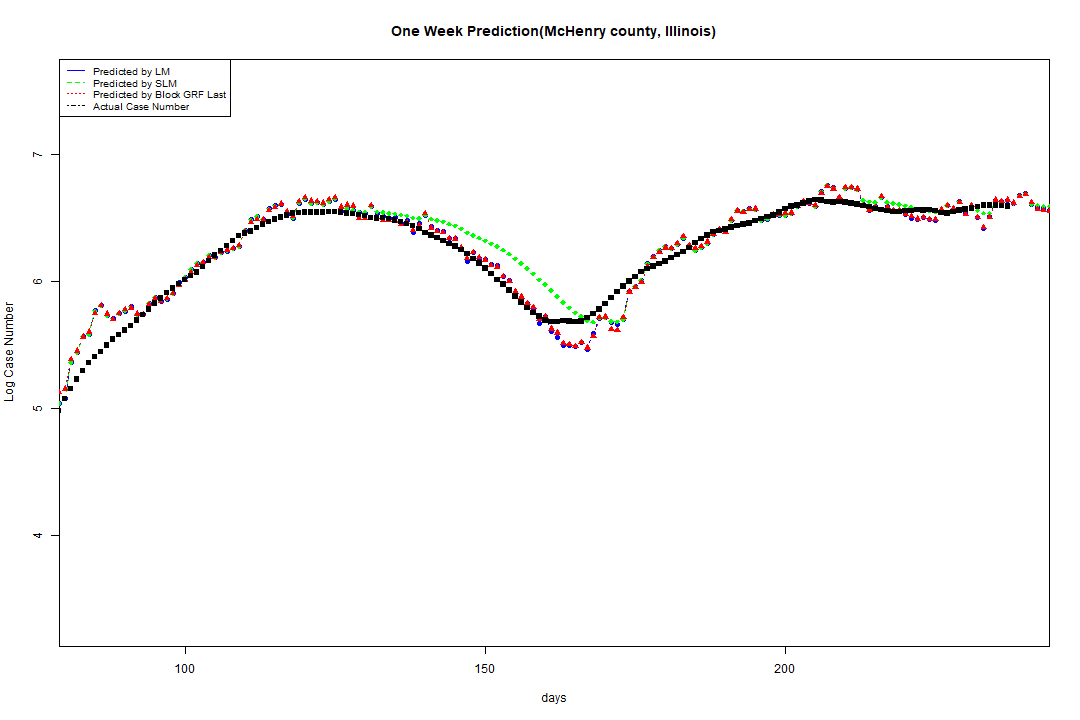 One Week Prediction(McHenry county, Illinois)
Predicted by LM
Predicted by SLM
Predicted by Block GRF Last
Actual Case Number
7
6
5
4
Log Case Number
100 150 200
days